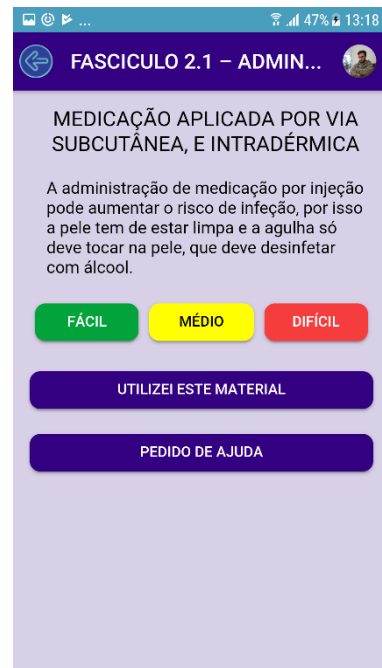 47% 13:18
FASCICULO 2.1 – ADMIN...
MEDICAÇÃO APLICADA POR VIA
SUBCUTÂNEA, E INTRADÉRMICA
A administração de medicação por injeção
pode aumentar o risco de infeção, por isso
a pele tem de estar limpa e a agulha só
deve tocar na pele, que deve desinfetar
com álcool.
FÁCIL
MÉDIO
DIFÍCIL
UTILIZEI ESTE MATERIAL
PEDIDO DE AJUDA